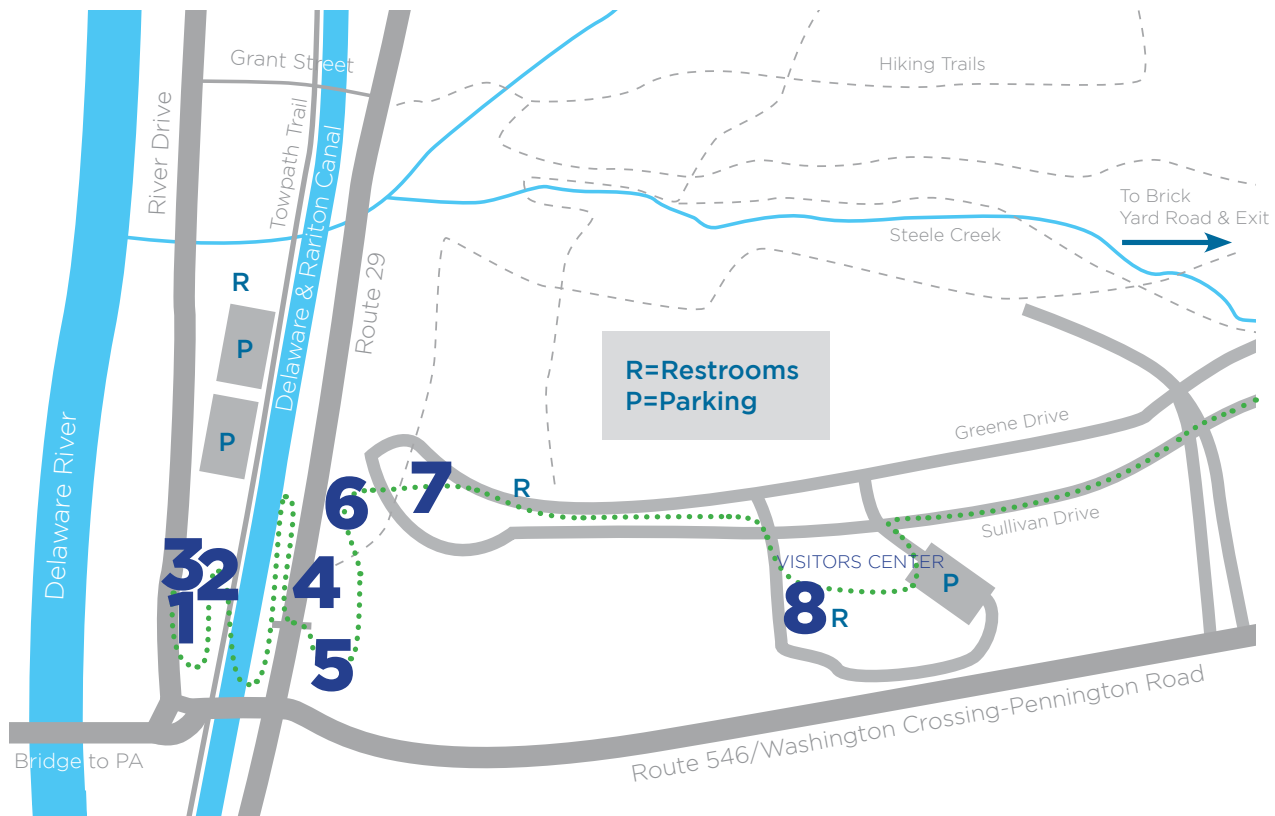 Grant Street
Hiking Trails
River Drive
Towpath Trail
Delaware & Rariton Canal
To Brick
Yard Road & Exit
Steele Creek
R
Route 29
P
R=Restrooms
P=Parking
Delaware River
P
Greene Drive
7
R
6
Sullivan Drive
3
2
4
VISITORS CENTER
P
1
8
R
5
Bridge to PA
Route 546/Washington Crossing-Pennington Road